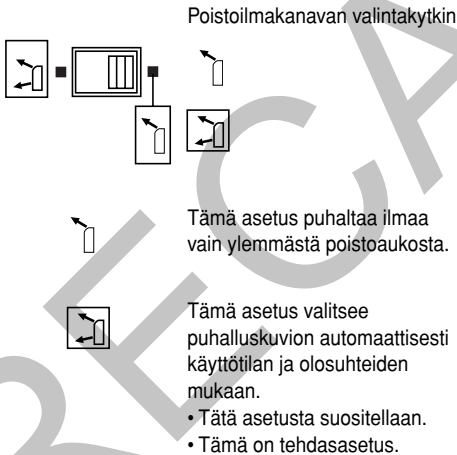 Poistoilmakanavan valintakytkin
Tämä asetus puhaltaa ilmaa
vain ylemmästä poistoaukosta.
Tämä asetus valitsee
puhalluskuvion automaattisesti
käyttötilan ja olosuhteiden
mukaan.
• Tätä asetusta suositellaan.
• Tämä on tehdasasetus.